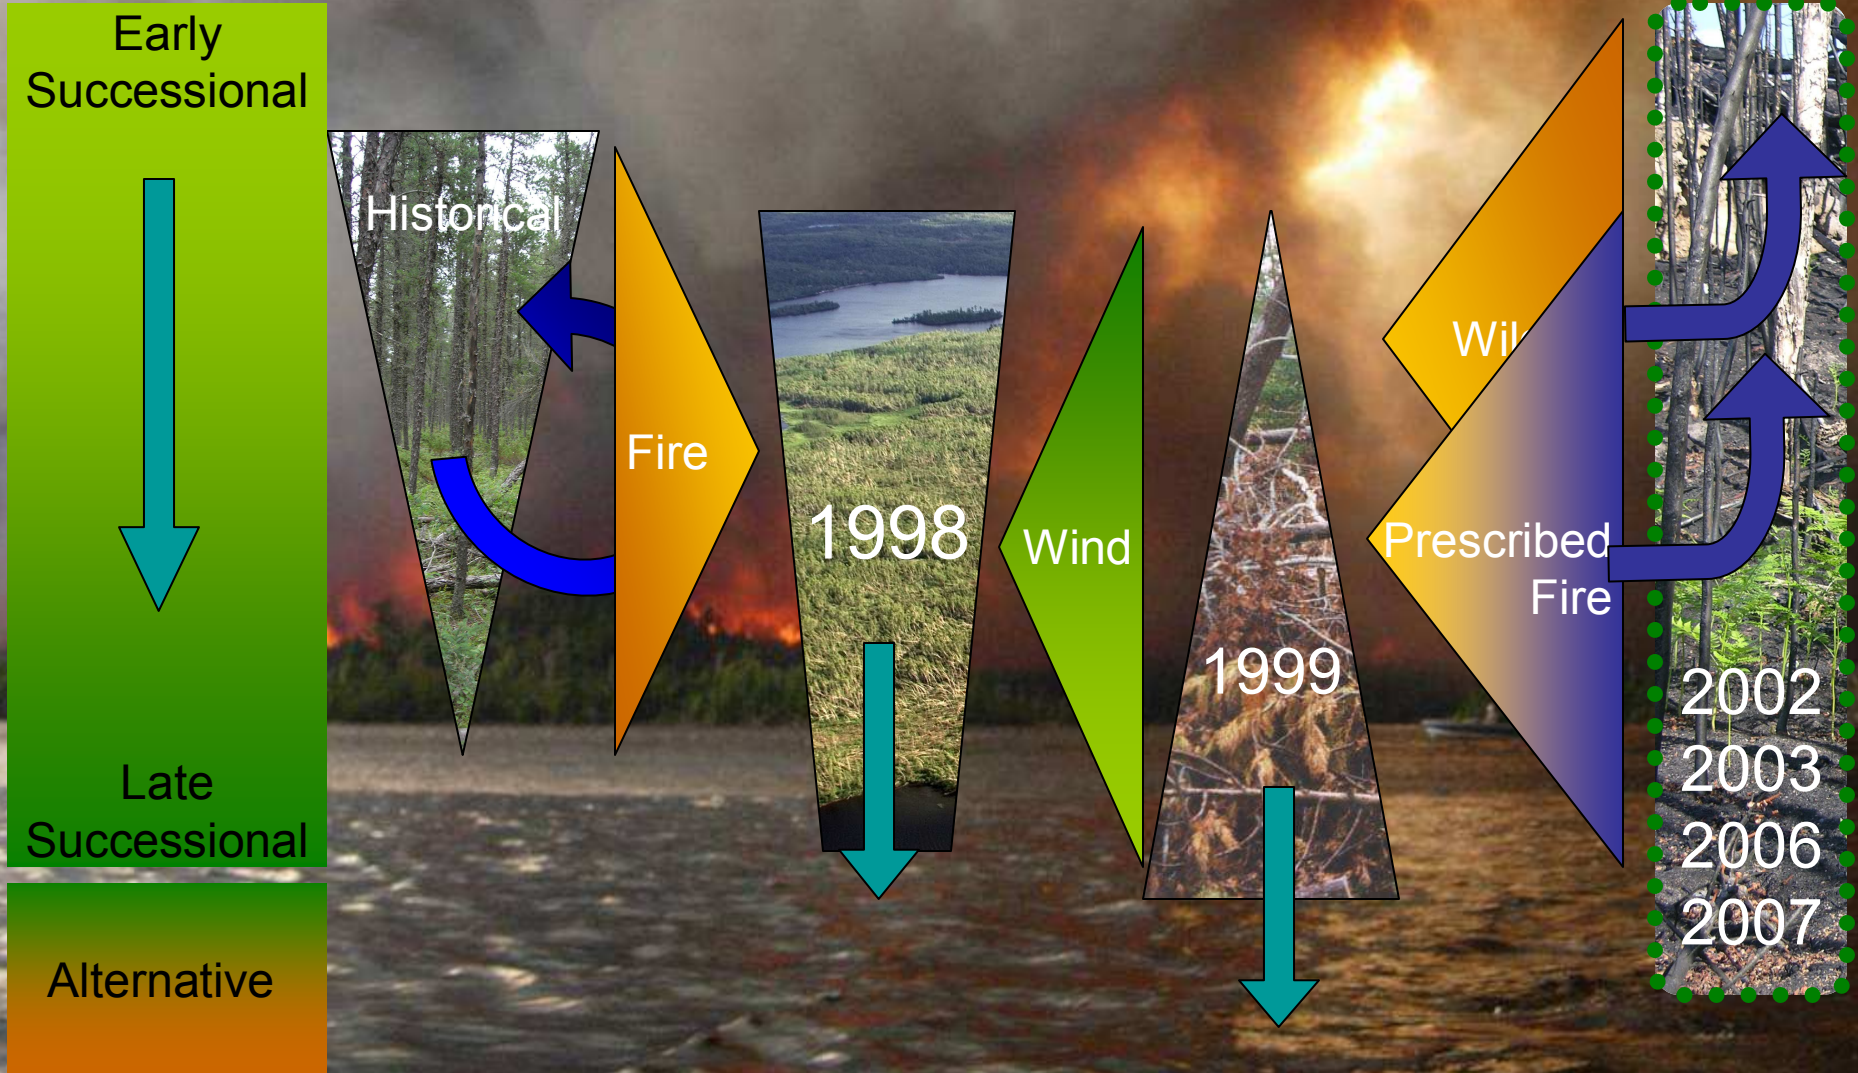 Early
Successional
Late
Successional
Alternative
Historical
Fire
1998
Wind
1999
Prescribed
Fire
2002
2003
2006
2007